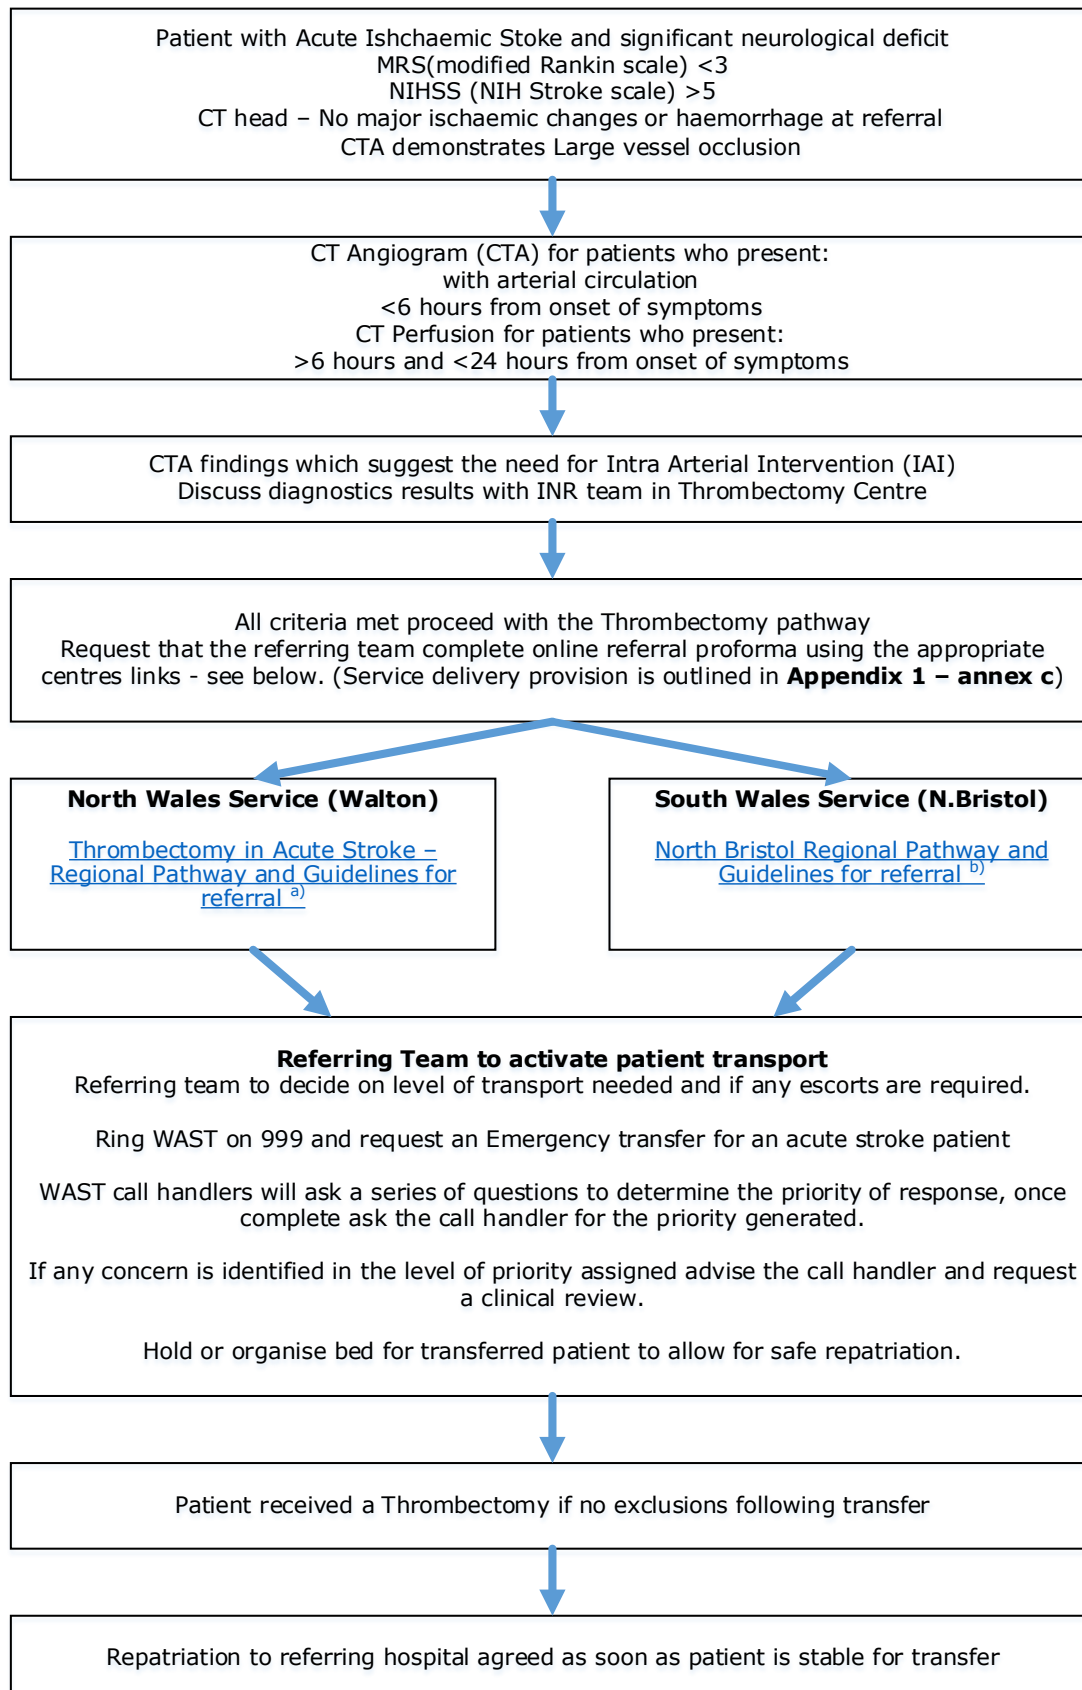 Patient with Acute Ishchaemic Stoke and significant neurological deficit
MRS(modified Rankin scale) <3
NIHSS (NIH Stroke scale) >5
CT head – No major ischaemic changes or haemorrhage at referral
CTA demonstrates Large vessel occlusion
CT Angiogram (CTA) for patients who present:
with arterial circulation
<6 hours from onset of symptoms
CT Perfusion for patients who present:
>6 hours and <24 hours from onset of symptoms
CTA findings which suggest the need for Intra Arterial Intervention (IAI)
Discuss diagnostics results with INR team in Thrombectomy Centre
All criteria met proceed with the Thrombectomy pathway
Request that the referring team complete online referral proforma using the appropriate
centres links - see below. (Service delivery provision is outlined in Appendix 1 – annex c)
North Wales Service (Walton)
Thrombectomy in Acute Stroke –
Regional Pathway and Guidelines for
referral a)
South Wales Service (N.Bristol)
North Bristol Regional Pathway and
Guidelines for referral b)
Referring Team to activate patient transport
Referring team to decide on level of transport needed and if any escorts are required.
Ring WAST on 999 and request an Emergency transfer for an acute stroke patient
WAST call handlers will ask a series of questions to determine the priority of response, once
complete ask the call handler for the priority generated.
If any concern is identified in the level of priority assigned advise the call handler and request
a clinical review.
Hold or organise bed for transferred patient to allow for safe repatriation.
Patient received a Thrombectomy if no exclusions following transfer
Repatriation to referring hospital agreed as soon as patient is stable for transfer